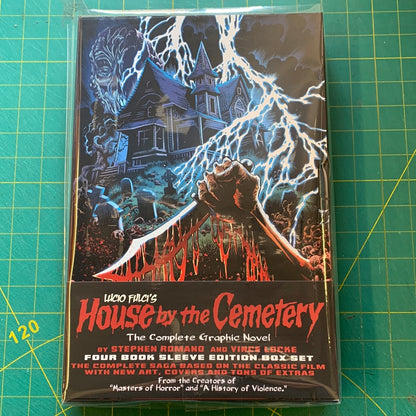 LUCIO FULCI'S
House by the Cemetery
The Complete Graphic Novel
BY STEPHEN ROMANO AND VINCE LOCKE
FOUR BOOK SLEEVE EDITION BOX SET
THE COMPLETE SAGA BASED ON THE CLASSIC FILM
WITH NEW ART, COVERS AND TONS OF EXTRAS
From the Creators of
"Masters of Horror" and "A History of Violence."
120